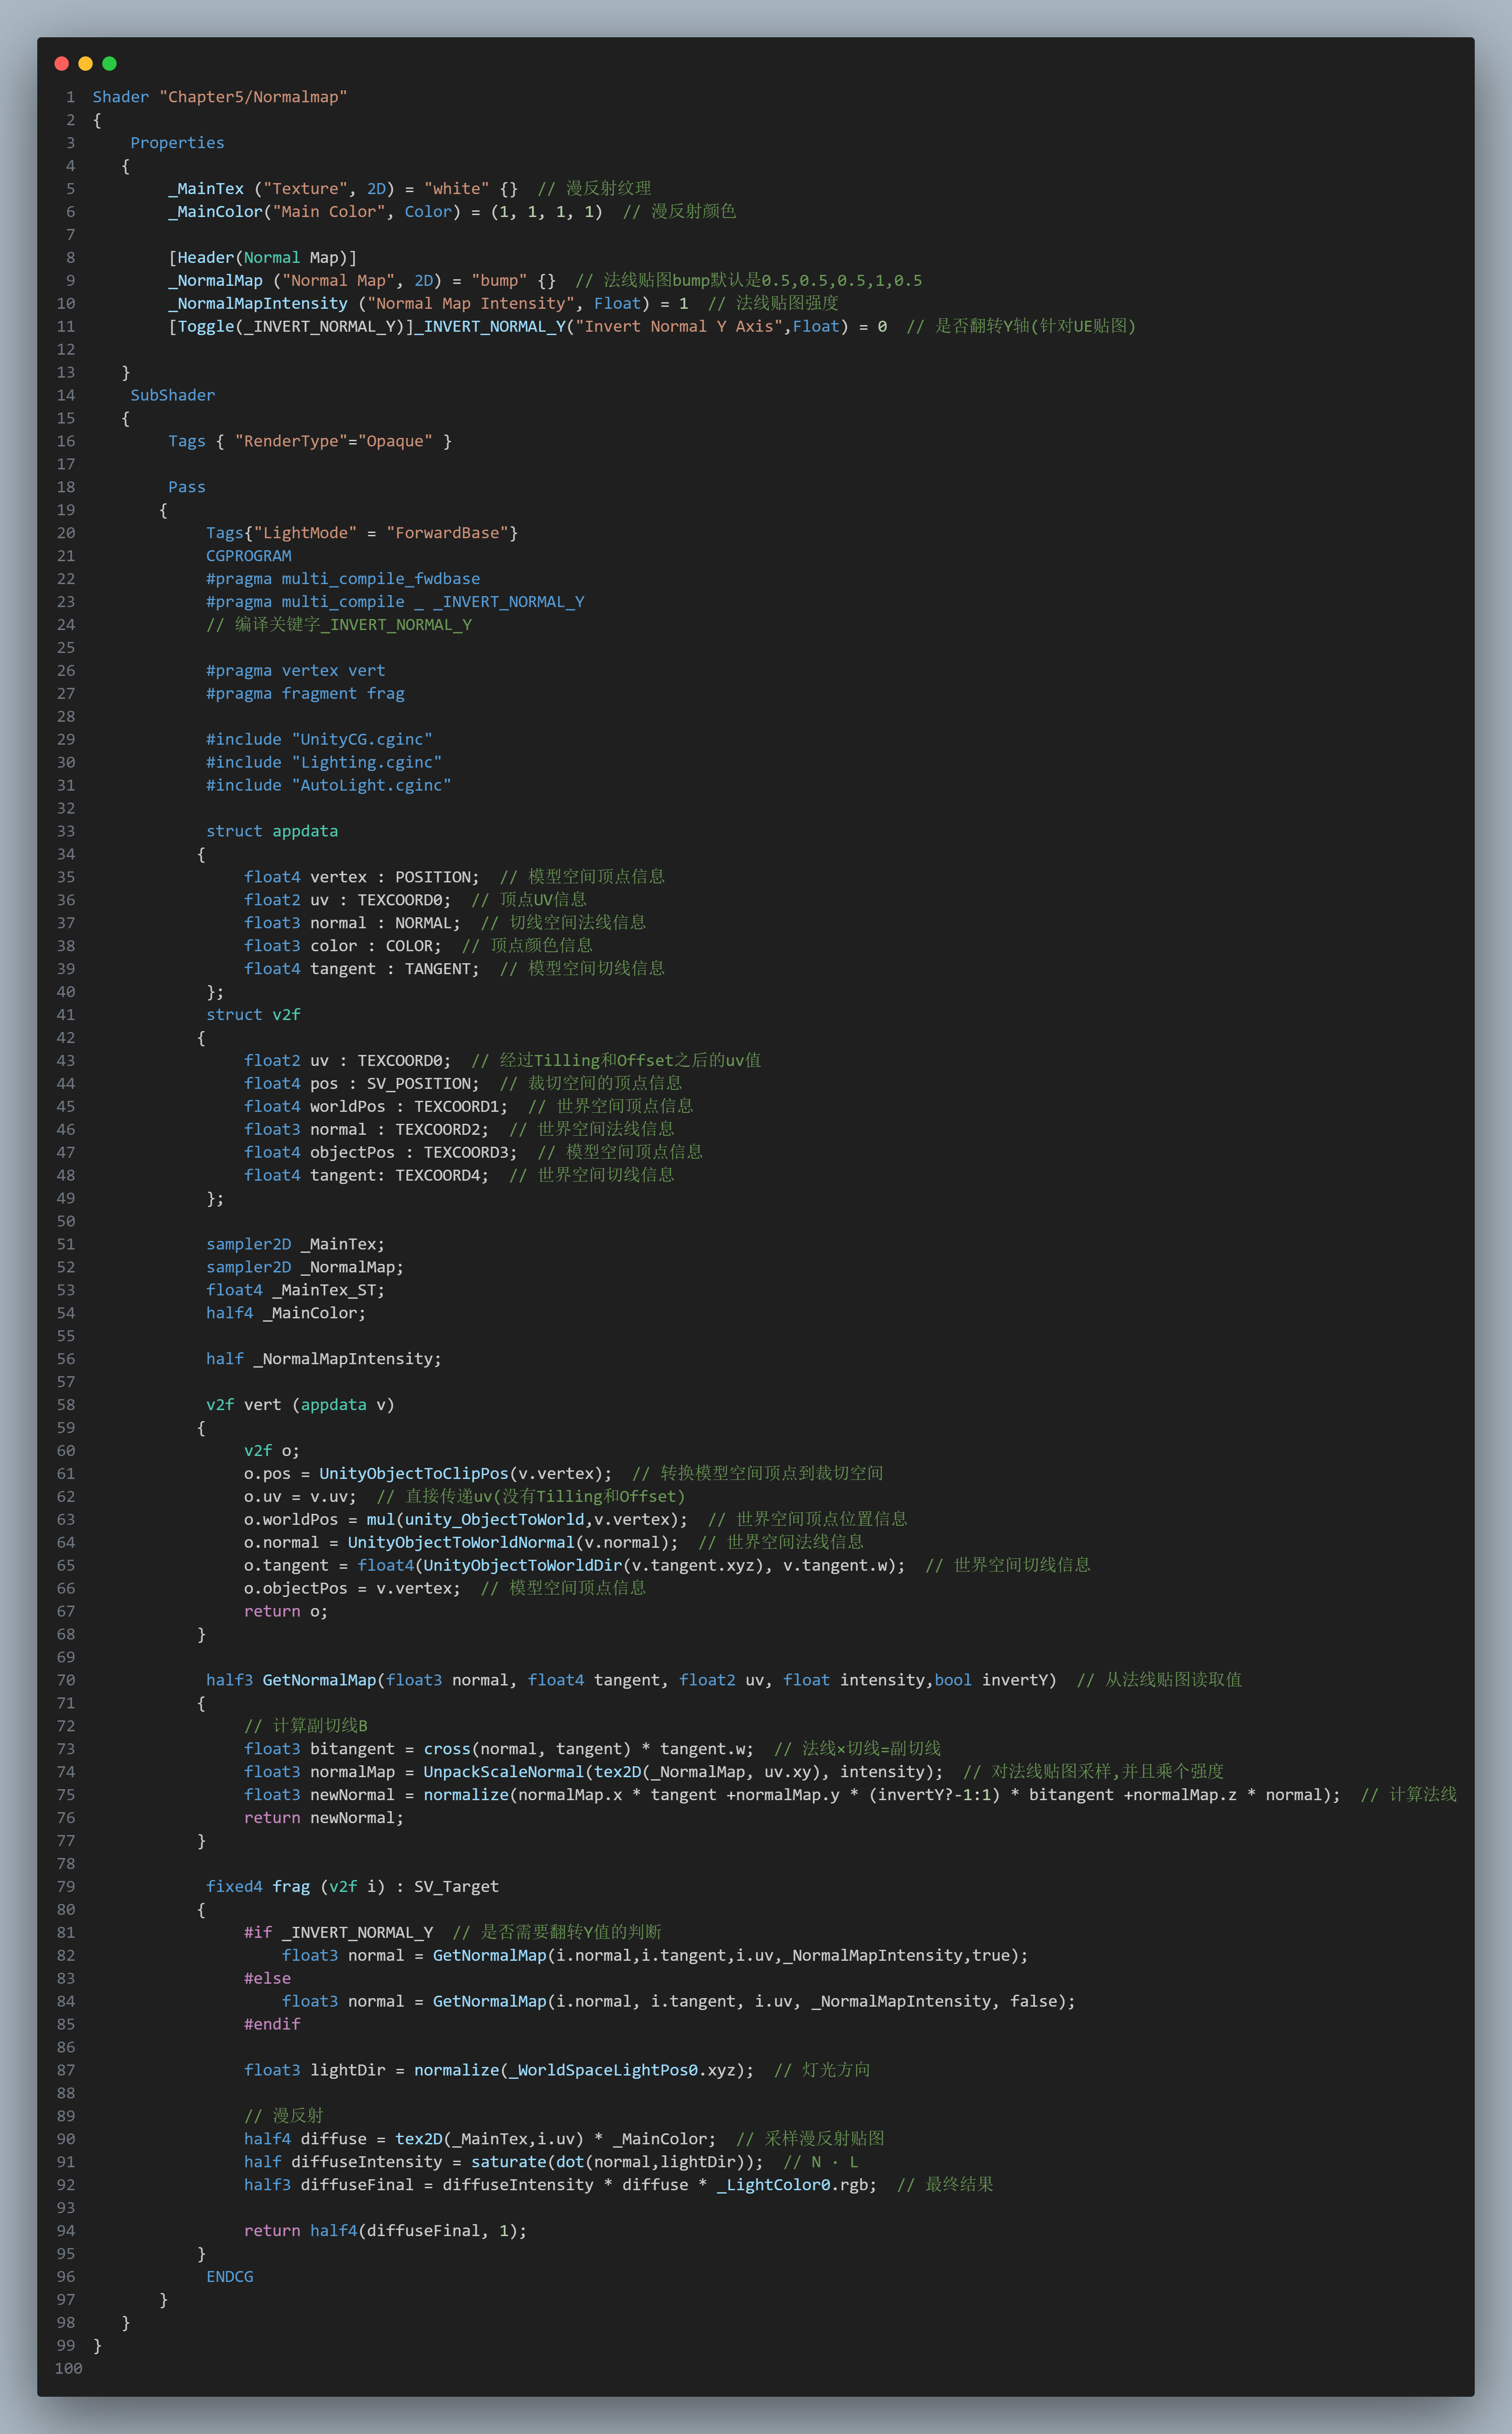 1 Shader "Chapter5/Normalmap"
2 {
3     Properties
4    {
5         _MainTex ("Texture", 2D) = "white" {}  // 漫反射纹理
6         _MainColor("Main Color", Color) = (1, 1, 1, 1)  // 漫反射颜色
7
8         [Header(Normal Map)]
9         _NormalMap ("Normal Map", 2D) = "bump" {}  // 法线贴图bump默认是0.5,0.5,0.5,1,0.5
10         _NormalMapIntensity ("Normal Map Intensity", Float) = 1  // 法线贴图强度
11         [Toggle(_INVERT_NORMAL_Y)]_INVERT_NORMAL_Y("Invert Normal Y Axis",Float) = 0  // 是否翻转Y轴(针对UE贴图)
12
13    }
14     SubShader
15    {
16         Tags { "RenderType"="Opaque" }
17
18         Pass
19        {
20             Tags{"LightMode" = "ForwardBase"}
21             CGPROGRAM
22             #pragma multi_compile_fwdbase
23             #pragma multi_compile _ _INVERT_NORMAL_Y
24             // 编译关键字_INVERT_NORMAL_Y
25
26             #pragma vertex vert
27             #pragma fragment frag
28
29             #include "UnityCG.cginc"
30             #include "Lighting.cginc"
31             #include "AutoLight.cginc"
32
33             struct appdata
34            {
35                 float4 vertex : POSITION;  // 模型空间顶点信息
36                 float2 uv : TEXCOORD0;  // 顶点UV信息
37                 float3 normal : NORMAL;  // 切线空间法线信息
38                 float3 color : COLOR;  // 顶点颜色信息
39                 float4 tangent : TANGENT;  // 模型空间切线信息
40             };
41             struct v2f
42            {
43                 float2 uv : TEXCOORD0;  // 经过Tilling和Offset之后的uv值
44                 float4 pos : SV_POSITION;  // 裁切空间的顶点信息
45                 float4 worldPos : TEXCOORD1;  // 世界空间顶点信息
46                 float3 normal : TEXCOORD2;  // 世界空间法线信息
47                 float4 objectPos : TEXCOORD3;  // 模型空间顶点信息
48                 float4 tangent: TEXCOORD4;  // 世界空间切线信息
49             };
50
51             sampler2D _MainTex;
52             sampler2D _NormalMap;
53             float4 _MainTex_ST;
54             half4 _MainColor;
55
56             half _NormalMapIntensity;
57
58             v2f vert (appdata v)
59            {
60                 v2f o;
61                 o.pos = UnityObjectToClipPos(v.vertex);  // 转换模型空间顶点到裁切空间
62                 o.uv = v.uv;  // 直接传递uv(没有Tilling和Offset)
63                 o.worldPos = mul(unity_ObjectToWorld,v.vertex);  // 世界空间顶点位置信息
64                 o.normal = UnityObjectToWorldNormal(v.normal);  // 世界空间法线信息
65                 o.tangent = float4(UnityObjectToWorldDir(v.tangent.xyz), v.tangent.w);  // 世界空间切线信息
66                 o.objectPos = v.vertex;  // 模型空间顶点信息
67                 return o;
68            }
69
70             half3 GetNormalMap(float3 normal, float4 tangent, float2 uv, float intensity,bool invertY)  // 从法线贴图读取值
71            {
72                 // 计算副切线B
73                 float3 bitangent = cross(normal, tangent) * tangent.w;  // 法线×切线=副切线
74                 float3 normalMap = UnpackScaleNormal(tex2D(_NormalMap, uv.xy), intensity);  // 对法线贴图采样,并且乘个强度
75                 float3 newNormal = normalize(normalMap.x * tangent +normalMap.y * (invertY?-1:1) * bitangent +normalMap.z * normal);  // 计算法线
76                 return newNormal;
77            }
78
79             fixed4 frag (v2f i) : SV_Target
80            {
81                 #if _INVERT_NORMAL_Y  // 是否需要翻转Y值的判断
82                     float3 normal = GetNormalMap(i.normal,i.tangent,i.uv,_NormalMapIntensity,true);
83                 #else
84                     float3 normal = GetNormalMap(i.normal, i.tangent, i.uv, _NormalMapIntensity, false);
85                 #endif
86
87                 float3 lightDir = normalize(_WorldSpaceLightPos0.xyz);  // 灯光方向
88
89                 // 漫反射
90                 half4 diffuse = tex2D(_MainTex,i.uv) * _MainColor;  // 采样漫反射贴图
91                 half diffuseIntensity = saturate(dot(normal,lightDir));  // N · L
92                 half3 diffuseFinal = diffuseIntensity * diffuse * _LightColor0.rgb;  // 最终结果
93
94                 return half4(diffuseFinal, 1);
95            }
96             ENDCG
97        }
98    }
99 }
100